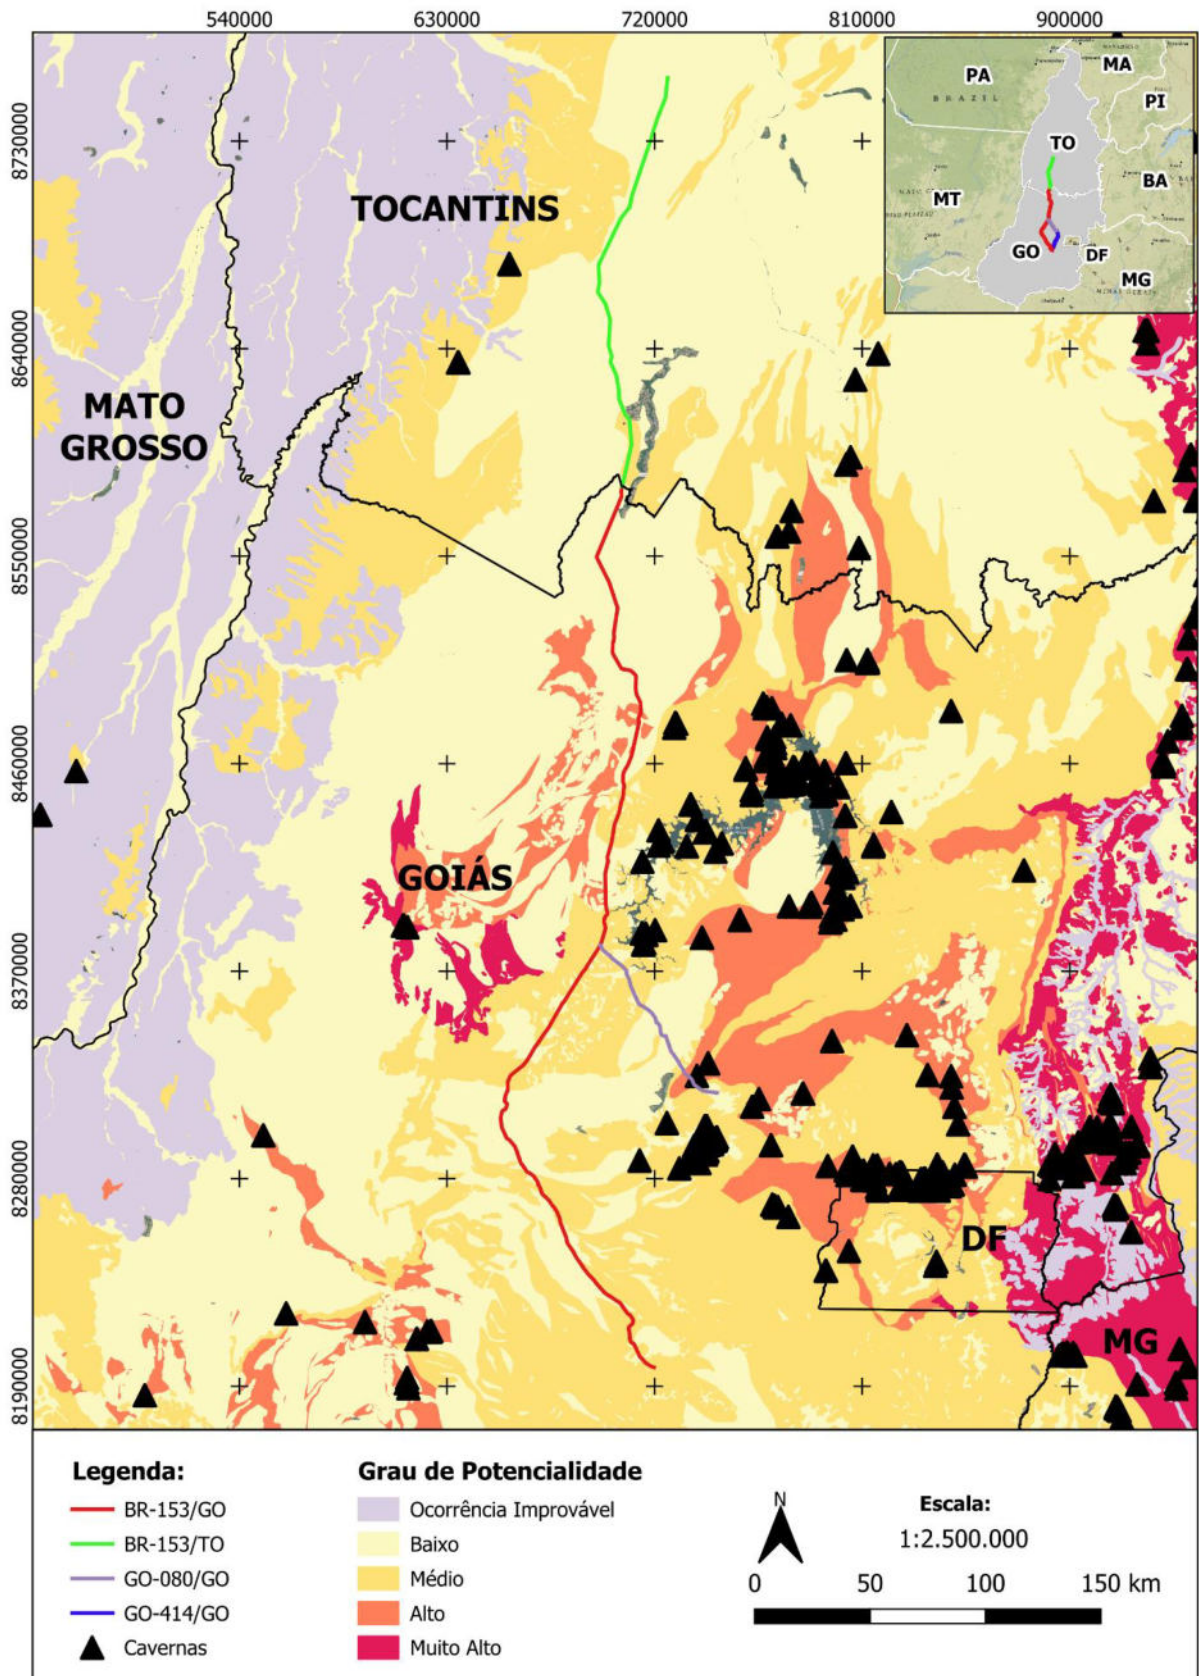 540000 630000 720000 810000 900000
8730000
8640000
8550000
8460000
8370000
8280000
8190000
PA
MA
BRAZIL
PI
TO
MT
BA
GO
DF
MG
TOCANTINS
MATO
GROSSO
GOIÁS
DF
MG
Legenda:
BR-153/GO
BR-153/TO
GO-080/GO
GO-414/GO
Cavernas
Grau de Potencialidade
Ocorrência Improvável
Baixo
Médio
Alto
Muito Alto
N
Escala:
1:2.500.000
0 50 100 150 km